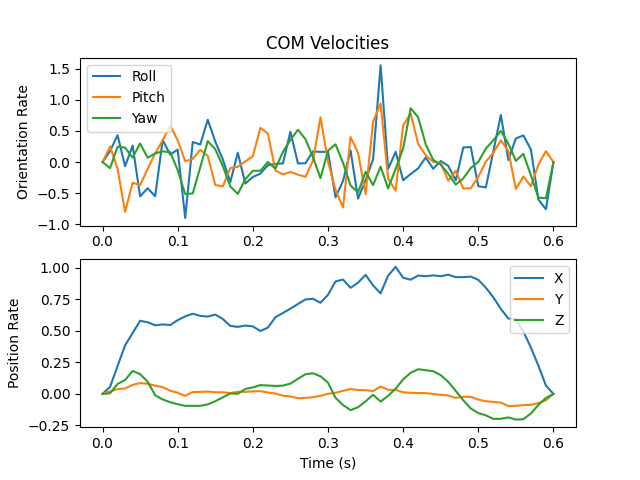 COM Velocities
Orientation Rate
1.5
1.0
0.5
0.0
−0.5
−1.0
Roll
Pitch
Yaw
0.0 0.1 0.2 0.3 0.4 0.5 0.6
Position Rate
1.00
0.75
0.50
0.25
0.00
−0.25
X
Y
Z
0.0 0.1 0.2 0.3 0.4 0.5 0.6
Time (s)